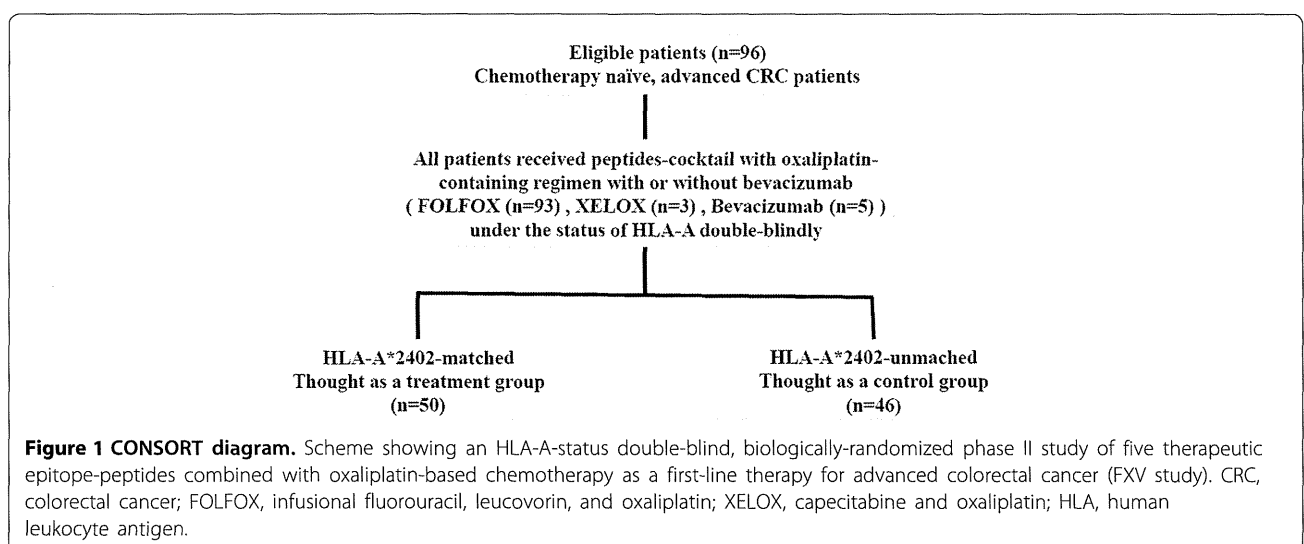 Eligible patients (n=96)
Chemotherapy naïve, advanced CRC patients
All patients received peptides-cocktail with oxaliplatin-
containing regimen with or without bevacizumab
( FOLFOX (n=93) , XELOX (n=3) , Bevacizumab (n=5) )
under the status of HLA-A double-blindly
HLA-A*2402-matched
Thought as a treatment group
(n=50)
HLA-A*2402-unmached
Thought as a control group
(n=46)
Figure 1 CONSORT diagram. Scheme showing an HLA-A-status double-blind, biologically-randomized phase II study of five therapeutic
epitope-peptides combined with oxaliplatin-based chemotherapy as a first-line therapy for advanced colorectal cancer (FXV study). CRC,
colorectal cancer; FOLFOX, infusional fluorouracil, leucovorin, and oxaliplatin; XELOX, capecitabine and oxaliplatin; HLA, human
leukocyte antigen.